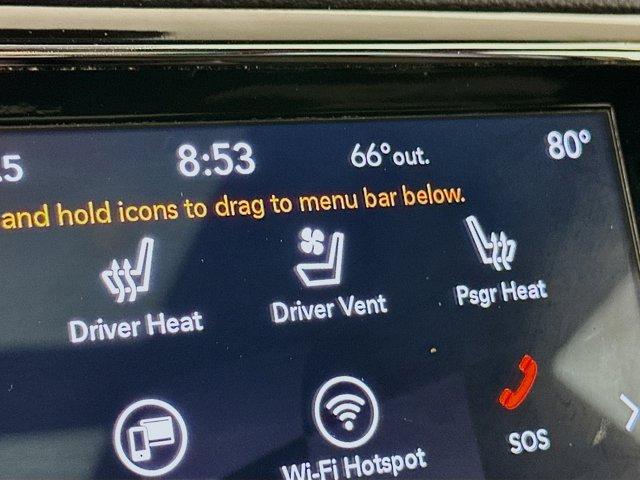 .5 8:53 66° out. 80°
and hold icons to drag to menu bar below.
Driver Heat Driver Vent Psgr Heat
Wi-Fi Hotspot SOS